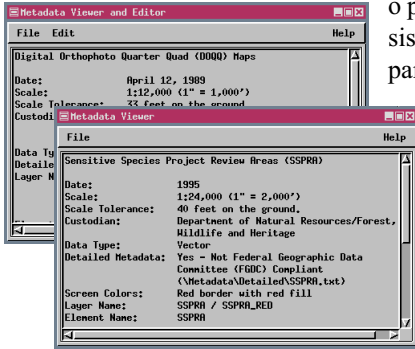 Metadata Viewer and Editor
File Edit Help
Digital Orthophoto Quarter Quad (DOQQ) Maps
Date: April 12, 1989
Scale: 1:12,000 (1" = 1,000')
Scale Tolerance: 33 feet on the ground
Custodi
Data Ty
Detaile
Layer N
Metadata Viewer
File Help
Sensitive Species Project Review Areas (SSPRA)
Date: 1995
Scale: 1:24,000 (1" = 2,000')
Scale Tolerance: 40 feet on the ground.
Custodian: Department of Natural Resources/Forest,
Wildlife and Heritage
Data Type: Vector
Detailed Metadata: Yes - Not Federal Geographic Data
Committee (FGDC) Compliant
(\Metadata\Detailed\SSPRA.txt)
Screen Colors: Red border with red fill
Layer Name: SSPRA / SSPRA_RED
Element Name: SSPRA
o p
sis
par